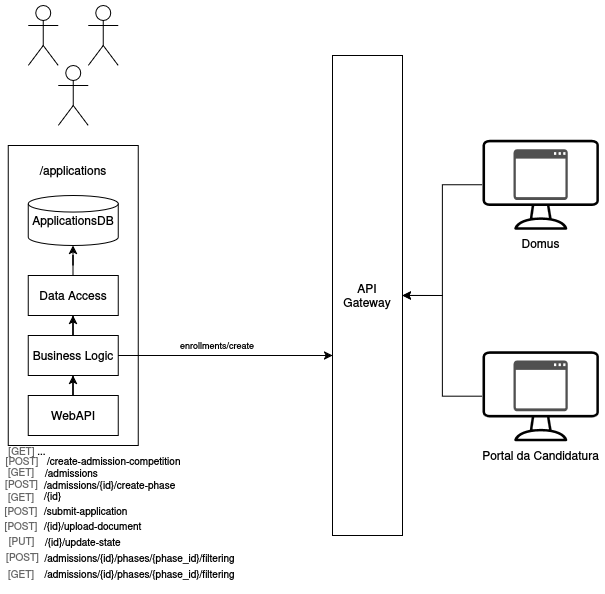 /applications
ApplicationsDB
Data Access
Business Logic
WebAPI
enrollments/create
API
Gateway
Domus
Portal da Candidatura
[GET] ...
[POST] /create-admission-competition
[GET] /admissions
[POST] /admissions/{id}/create-phase
[GET] /{id}
[POST] /submit-application
[POST] /{id}/upload-document
[PUT] /{id}/update-state
[POST] /admissions/{id}/phases/{phase_id}/filtering
[GET] /admissions/{id}/phases/{phase_id}/filtering